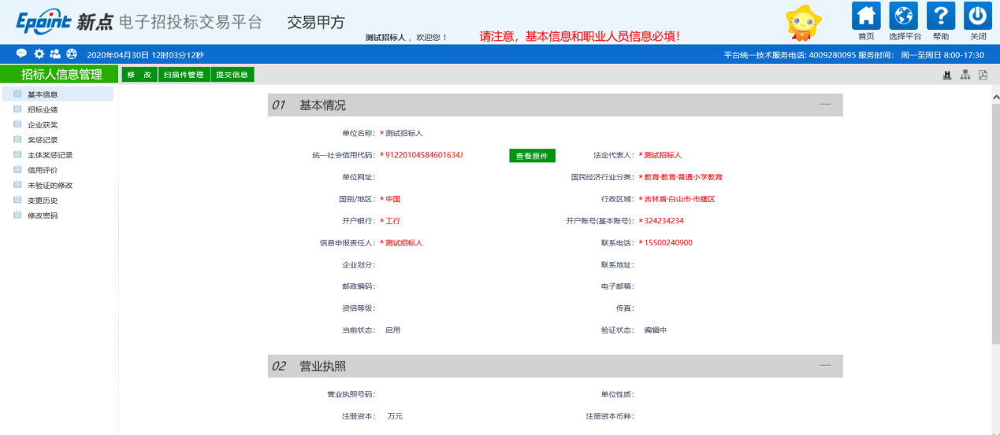 Epoint 新点 电子招投标交易平台 交易甲方
测试招标人，欢迎您！ 请注意，基本信息和职业人员信息必填！
首页 选择平台 帮助 关闭
2020年04月30日 12时03分12秒 平台统一技术服务电话: 4009280095 服务时间: 周一至周日 8:00-17:30
招标人信息管理 修 改 扫描件管理 提交信息
基本信息
招标业绩
企业获奖
奖惩记录
主体奖惩记录
信用评价
未验证的修改
变更历史
修改密码
01 基本情况
单位名称: * 测试招标人
统一社会信用代码: * 91220104584601634J 查看原件 法定代表人: * 测试招标人
单位网址: 国民经济行业分类: * 教育·教育·普通小学教育
国别/地区: * 中国 行政区域: * 吉林省·白山市·市辖区
开户银行: * 工行 开户账号(基本账号): * 324234234
信息申报责任人: * 测试招标人 联系电话: * 15500240900
企业划分: 联系地址:
邮政编码: 电子邮箱:
资信等级: 传真:
当前状态: 启用 验证状态: 编辑中
02 营业执照
营业执照号码: 单位性质:
注册资本: 万元 注册资本币种: